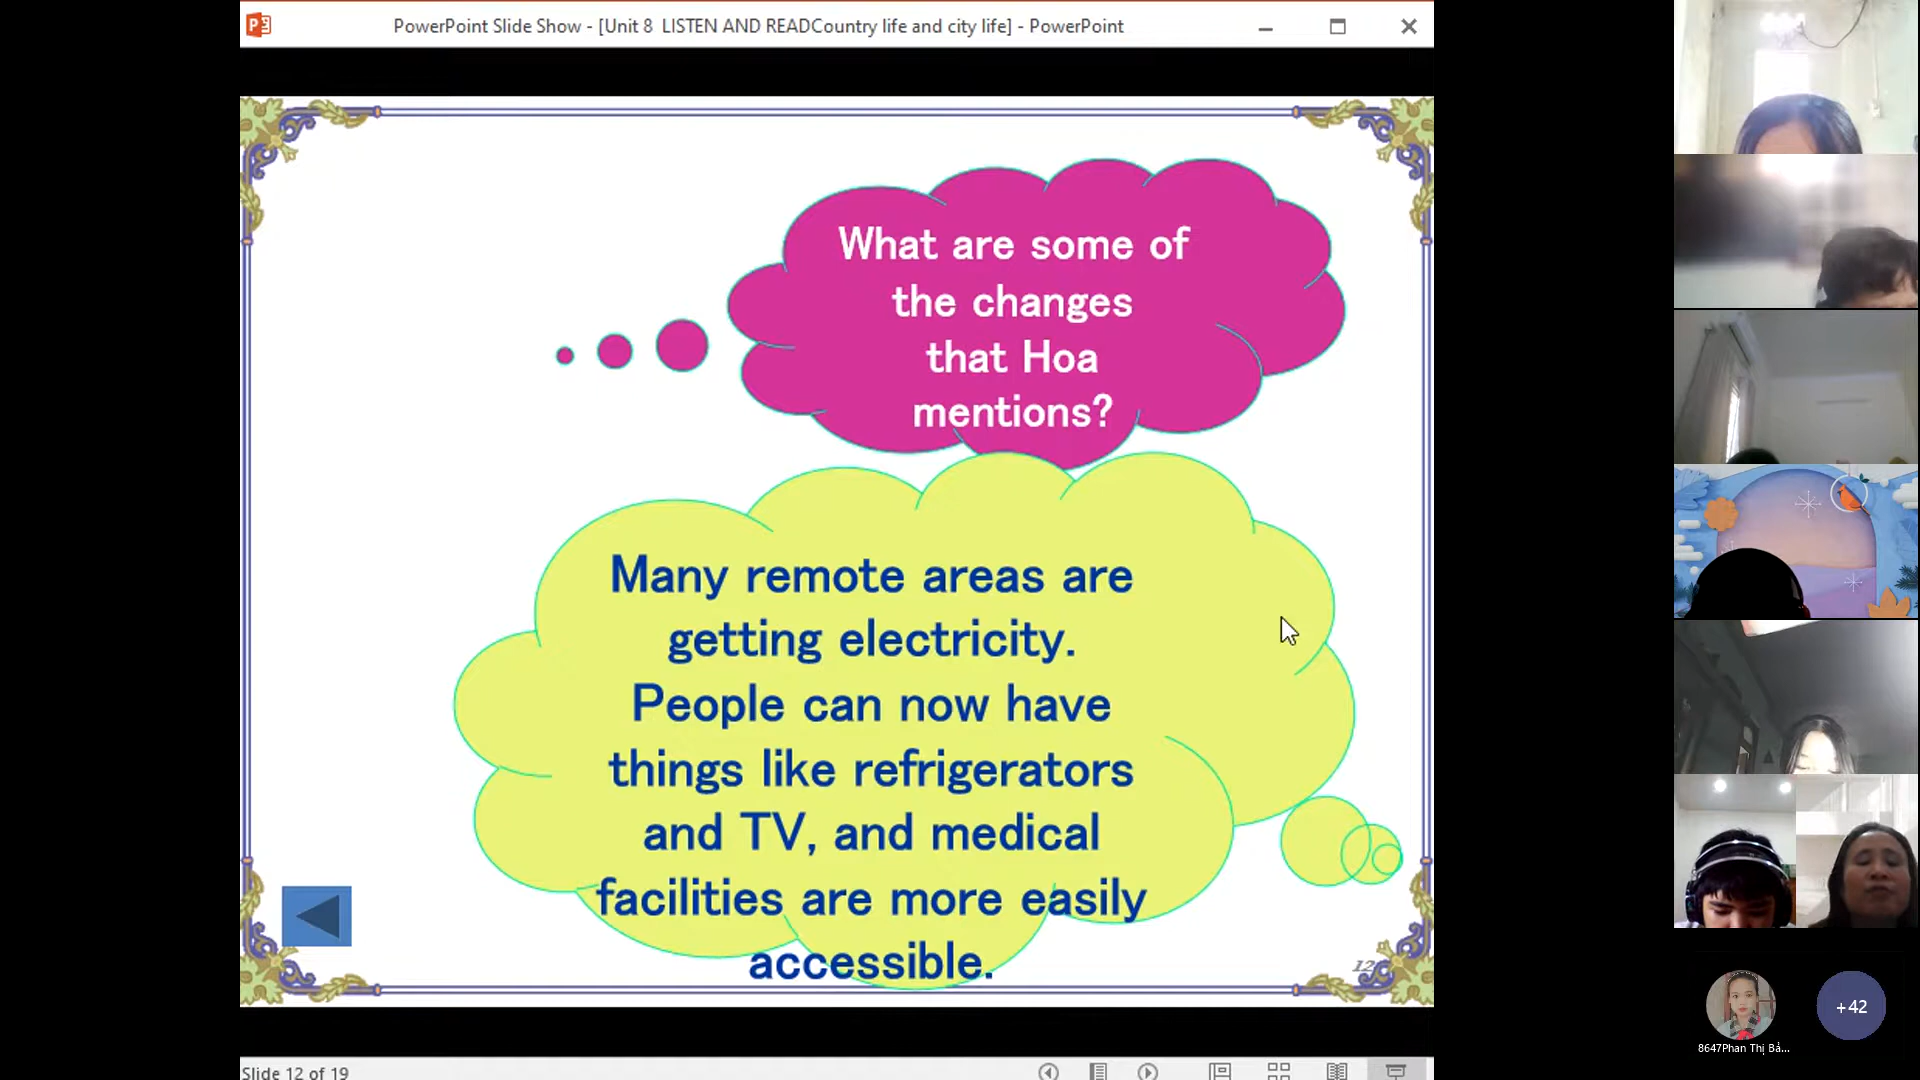 PowerPoint Slide Show - [Unit 8  LISTEN AND READCountry life and city life] - PowerPoint
What are some of
the changes
that Hoa
mentions?
Many remote areas are
getting electricity.
People can now have
things like refrigerators
and TV, and medical
facilities are more easily
accessible.
12
Slide 12 of 19
+42
8647Phan Thị Bả...